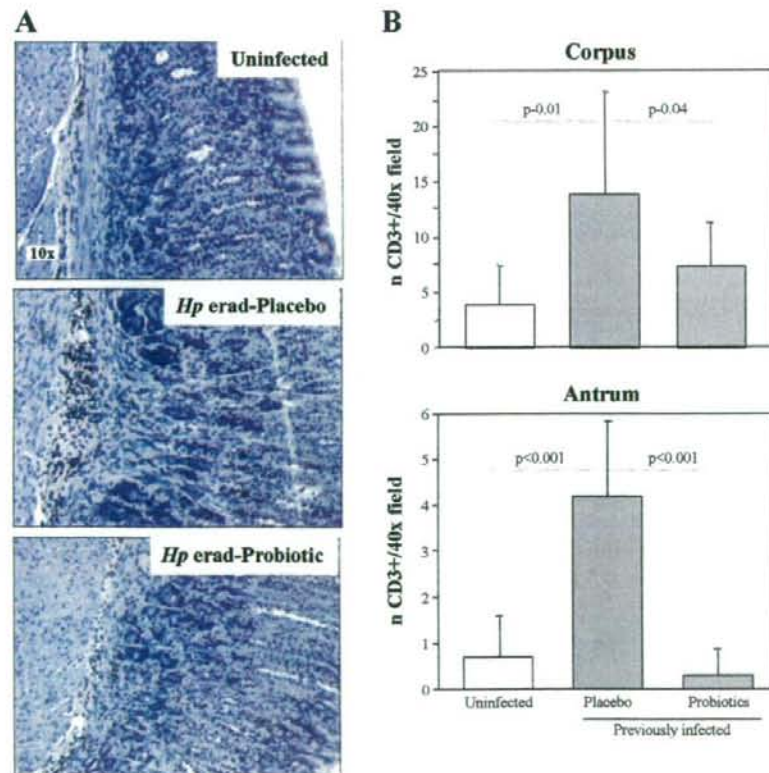 A
Uninfected
10x
Hp erad-Placebo
Hp erad-Probiotic
B
Corpus
25
20
15
10
5
0
n CD3+/40x field
p-0.01
p-0.04
Antrum
6
5
4
3
2
1
0
n CD3+/40x field
p<0.001
p<0.001
Uninfected
Placebo
Probiotics
Previously infected